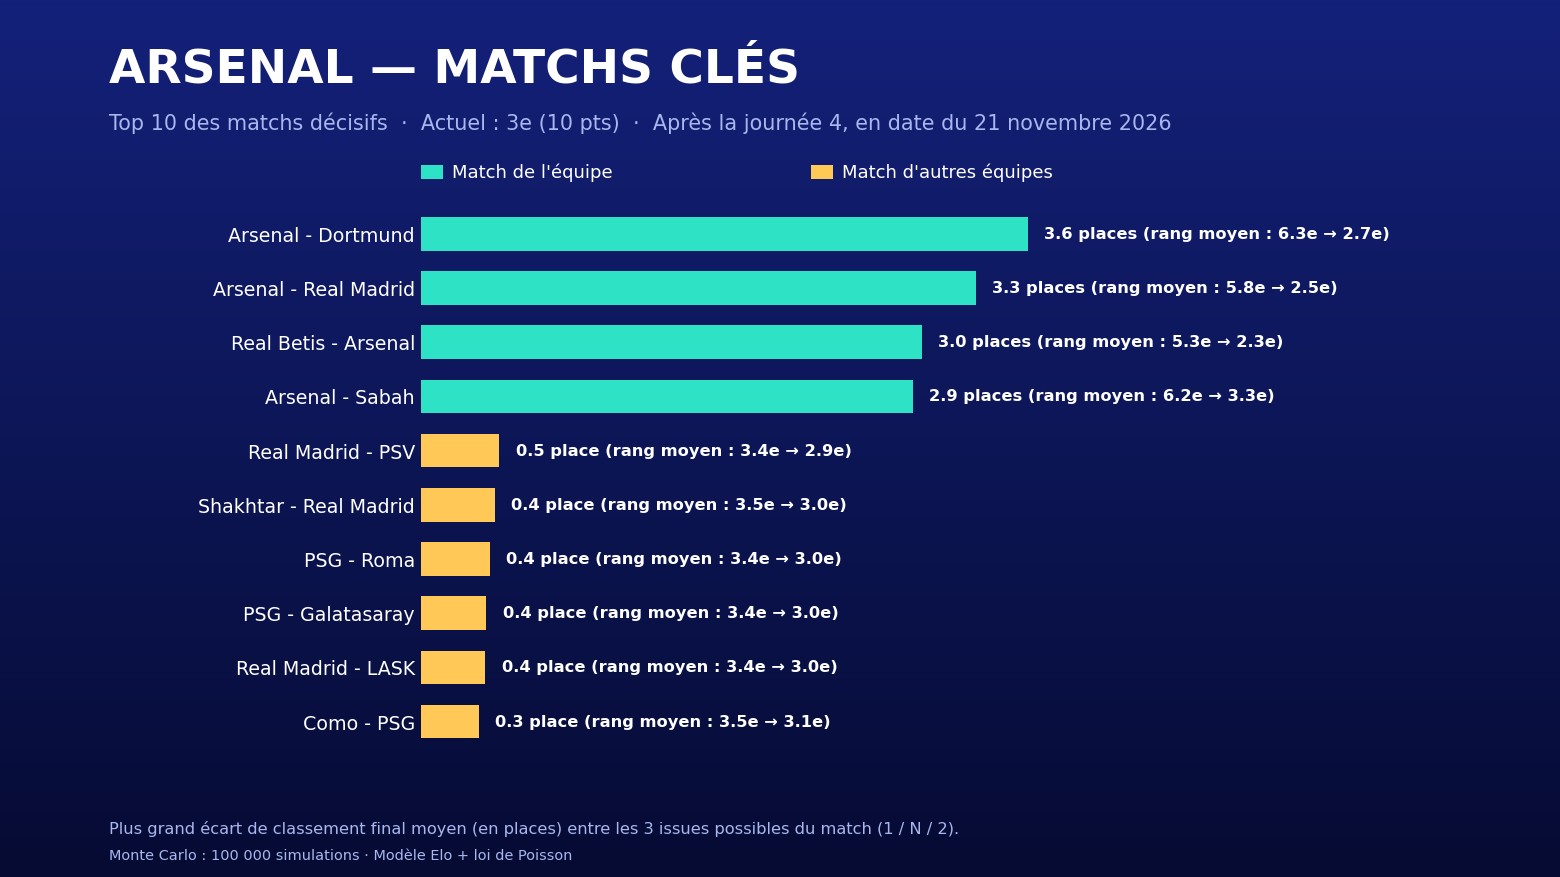 ARSENAL — MATCHS CLÉS
Top 10 des matchs décisifs · Actuel : 3e (10 pts) · Après la journée 4, en date du 21 novembre 2026
Match de l'équipe
Match d'autres équipes
Arsenal - Dortmund 3.6 places (rang moyen : 6.3e → 2.7e)
Arsenal - Real Madrid 3.3 places (rang moyen : 5.8e → 2.5e)
Real Betis - Arsenal 3.0 places (rang moyen : 5.3e → 2.3e)
Arsenal - Sabah 2.9 places (rang moyen : 6.2e → 3.3e)
Real Madrid - PSV 0.5 place (rang moyen : 3.4e → 2.9e)
Shakhtar - Real Madrid 0.4 place (rang moyen : 3.5e → 3.0e)
PSG - Roma 0.4 place (rang moyen : 3.4e → 3.0e)
PSG - Galatasaray 0.4 place (rang moyen : 3.4e → 3.0e)
Real Madrid - LASK 0.4 place (rang moyen : 3.4e → 3.0e)
Como - PSG 0.3 place (rang moyen : 3.5e → 3.1e)
Plus grand écart de classement final moyen (en places) entre les 3 issues possibles du match (1 / N / 2).
Monte Carlo : 100 000 simulations · Modèle Elo + loi de Poisson